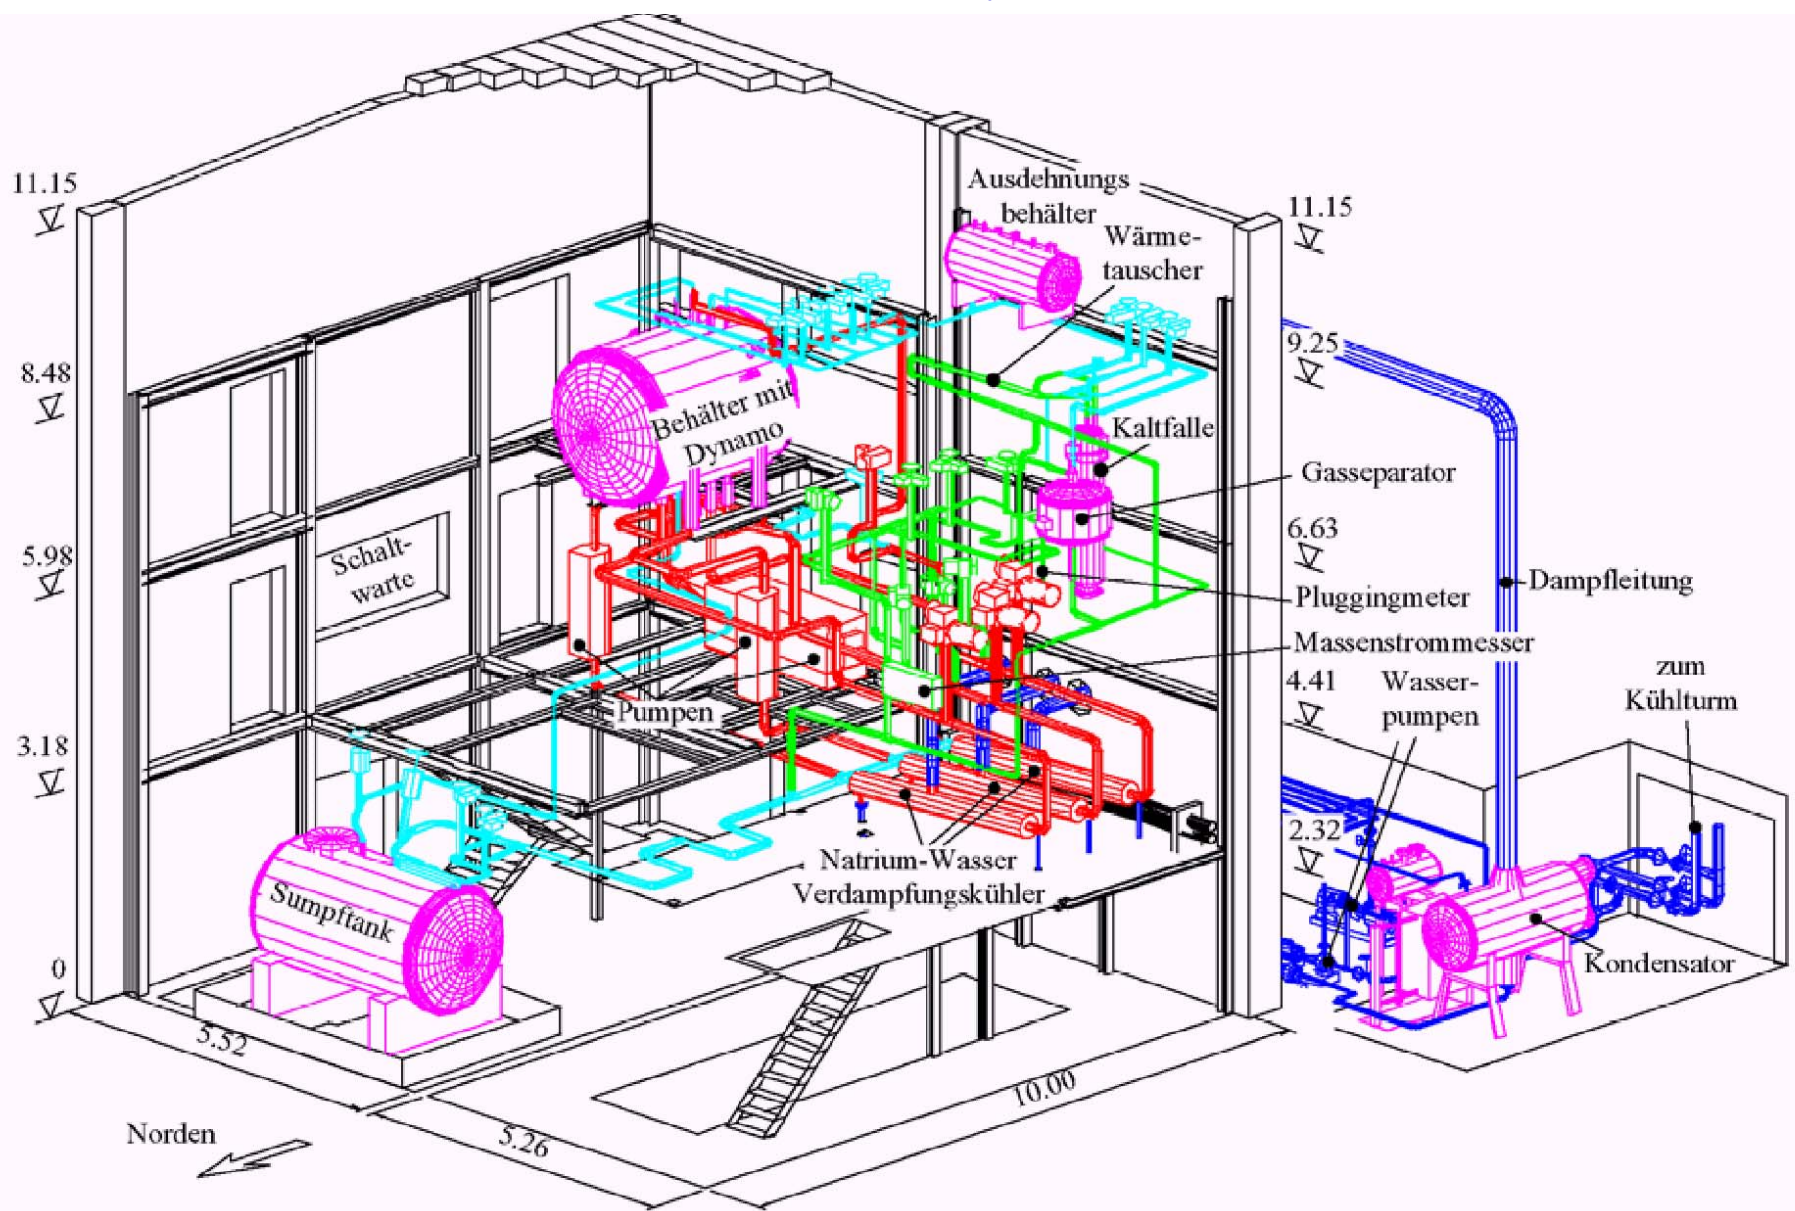 11.15
8.48
5.98
3.18
0
Ausdehnungs
behälter
Wärme-
tauscher
11.15
9.25
Kaltfalle
Gasseparator
6.63
Dampfleitung
Pluggingmeter
Massenstrommesser
4.41
Wasser-
pumpen
zum
Kühlturm
2.32
Kondensator
Behälter mit
Dynamo
Schalt-
warte
Pumpen
Natrium-Wasser
Verdampfungskühler
Sumpftank
5.52
5.26
10.00
Norden